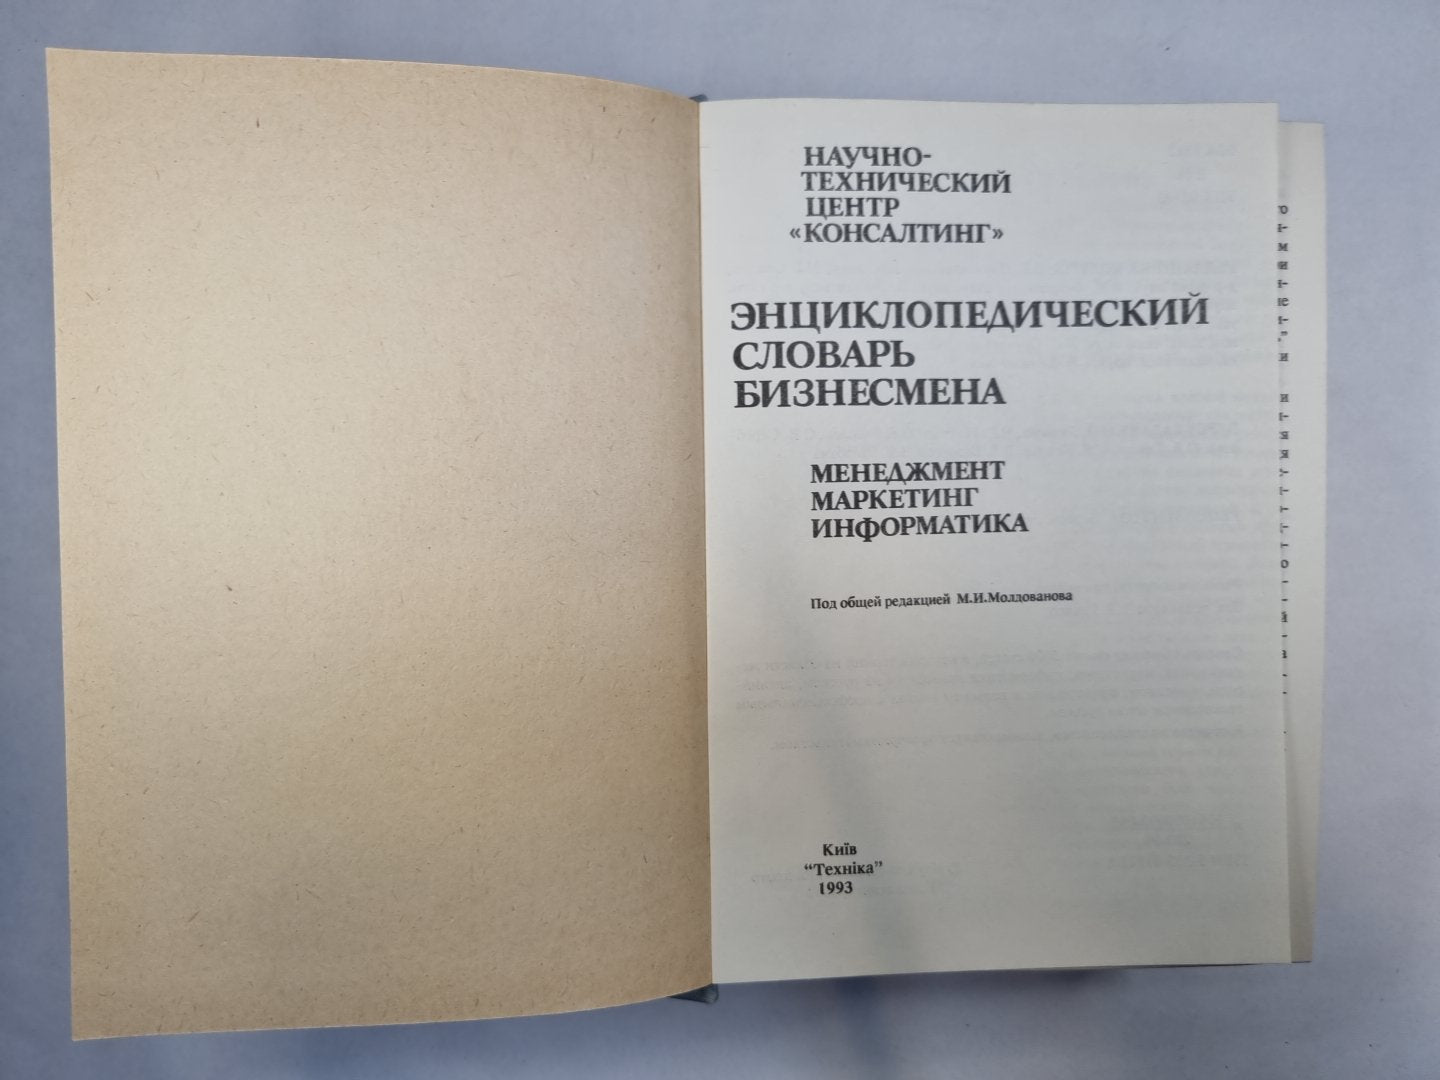 НАУЧНО-
ТЕХНИЧЕСКИЙ
ЦЕНТР
«КОНСАЛТИНГ»
ЭНЦИКЛОПЕДИЧЕСКИЙ
СЛОВАРЬ
БИЗНЕСМЕНА
МЕНЕДЖМЕНТ
МАРКЕТИНГ
ИНФОРМАТИКА
Под общей редакцией М.И.Молдованова
Київ
“Техніка”
1993